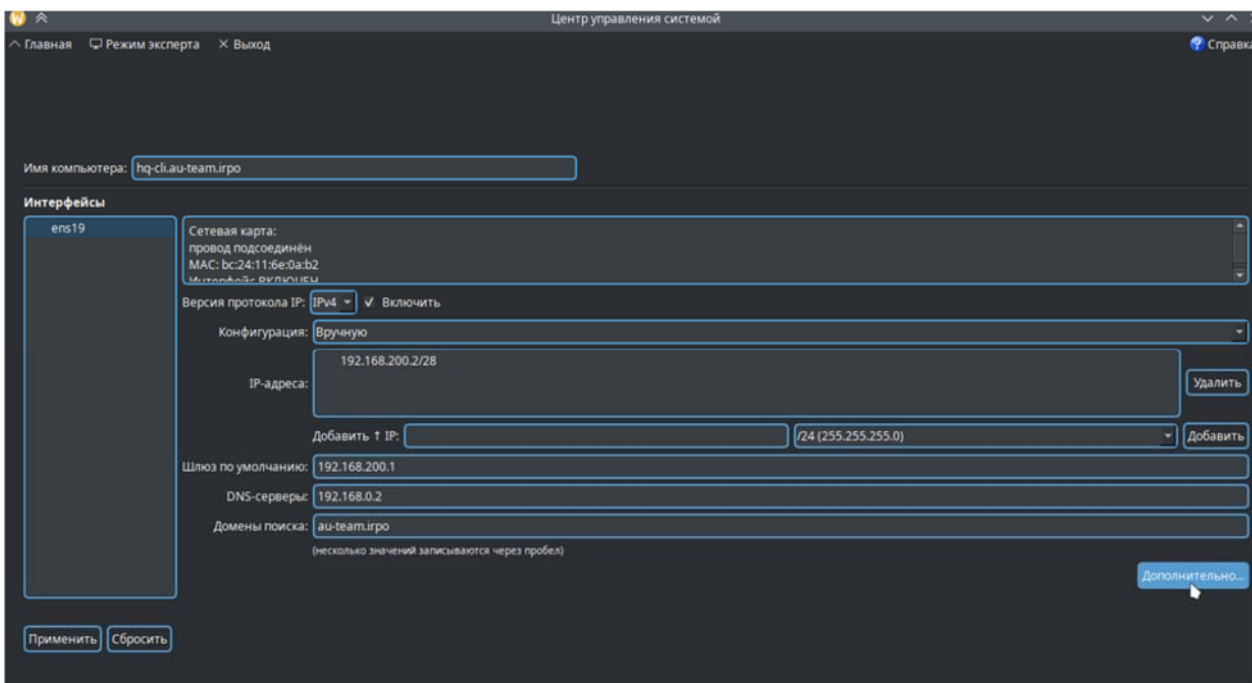 Центр управления системой
Главная Режим эксперта Выход Справка
Имя компьютера: hq-cli.au-team.irpo
Интерфейсы
ens19
Сетевая карта:
провод подсоединён
MAC: bc:24:11:6e:0a:b2
Интерфейс ВКЛЮЧЕН
Версия протокола IP: IPv4 Включить
Конфигурация: Вручную
192.168.200.2/28
IP-адреса: Удалить
Добавить ↑ IP: /24 (255.255.255.0) Добавить
Шлюз по умолчанию: 192.168.200.1
DNS-серверы: 192.168.0.2
Домены поиска: au-team.irpo
(несколько значений записываются через пробел)
Дополнительно...
Применить Сбросить